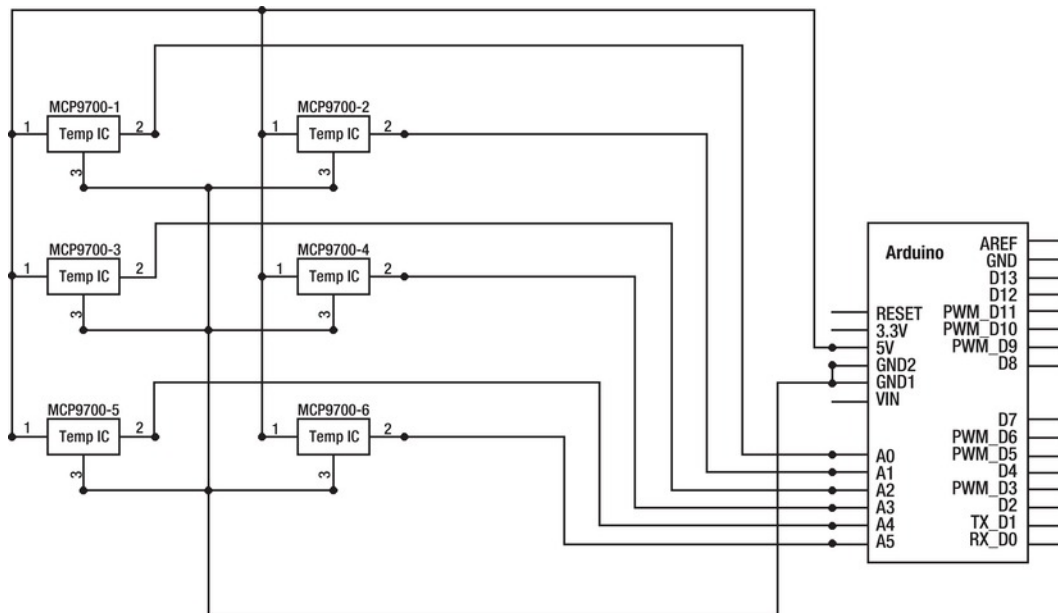 MCP9700-1
1 Temp IC 2
3
MCP9700-2
1 Temp IC 2
3
MCP9700-3
1 Temp IC 2
3
MCP9700-4
1 Temp IC 2
3
MCP9700-5
1 Temp IC 2
3
MCP9700-6
1 Temp IC 2
3
Arduino
RESET
3.3V
5V
GND2
GND1
VIN
A0
A1
A2
A3
A4
A5
AREF
GND
D13
D12
PWM_D11
PWM_D10
PWM_D9
D8
D7
PWM_D6
PWM_D5
D4
PWM_D3
D2
TX_D1
RX_D0